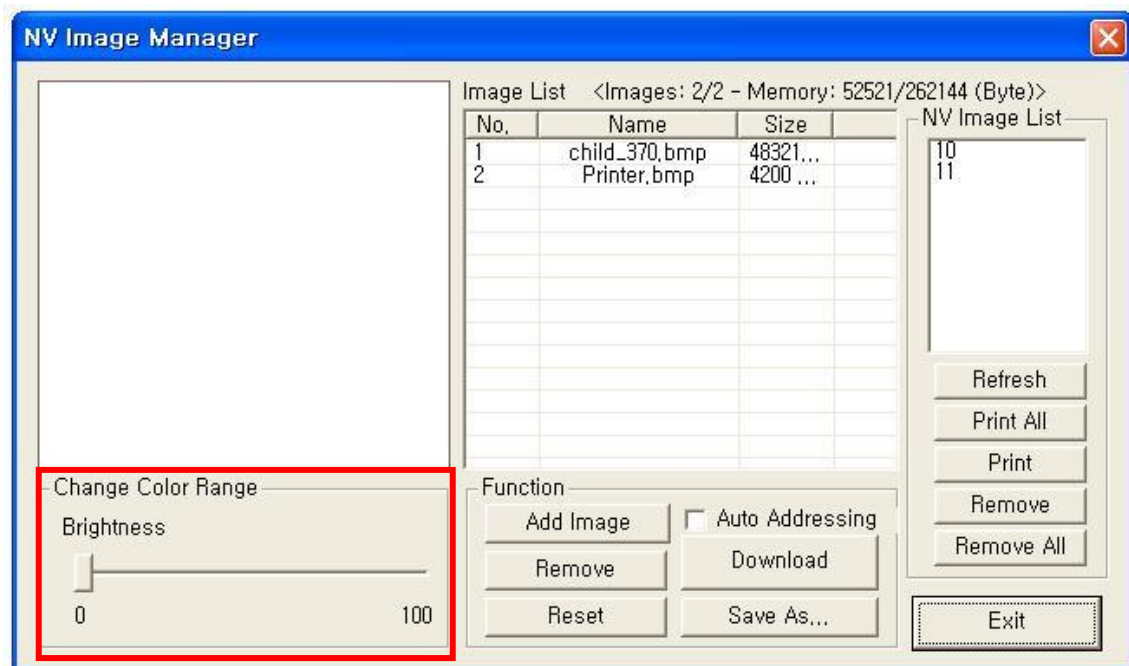 NV Image Manager
Image List <Images: 2/2 - Memory: 52521/262144 (Byte)>
No. Name Size
1 child_370.bmp 48321...
2 Printer.bmp 4200 ...
NV Image List
10
11
Refresh
Print All
Print
Remove
Remove All
Change Color Range
Brightness
0 100
Function
Add Image Auto Addressing
Remove Download
Reset Save As...
Exit